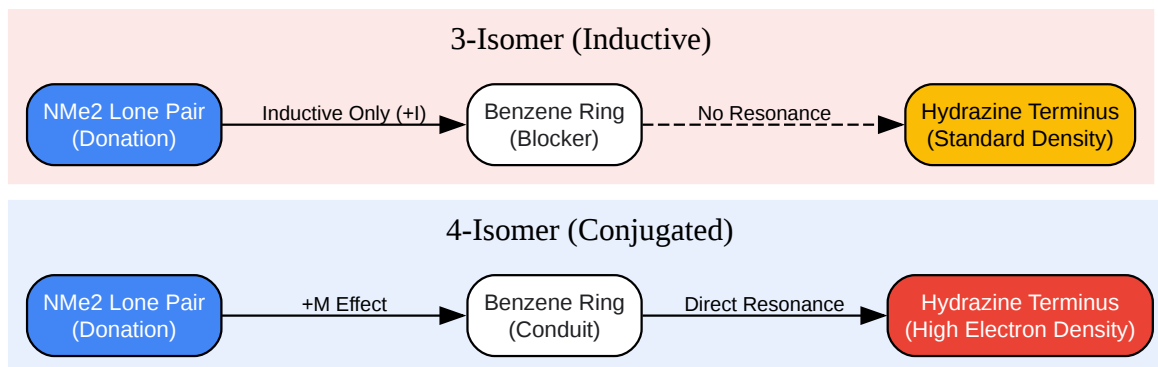 3-Isomer (Inductive)
NMe2 Lone Pair
(Donation)
Inductive Only (+I)
Benzene Ring
(Blocker)
No Resonance
Hydrazine Terminus
(Standard Density)
4-Isomer (Conjugated)
NMe2 Lone Pair
(Donation)
+M Effect
Benzene Ring
(Conduit)
Direct Resonance
Hydrazine Terminus
(High Electron Density)